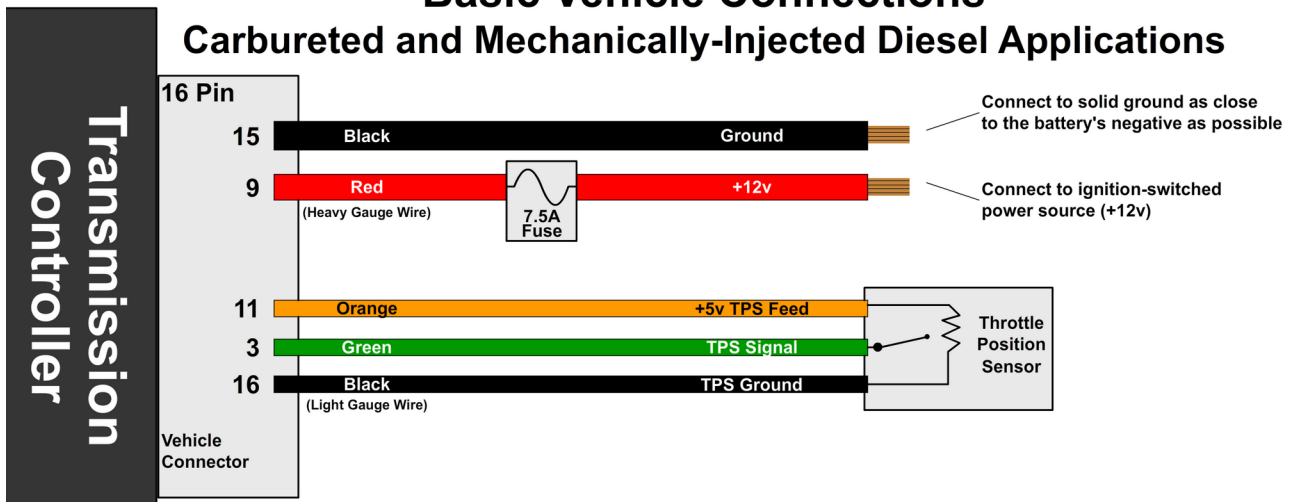 Basic Vehicle Connections
Carbureted and Mechanically-Injected Diesel Applications
Transmission
Controller
16 Pin
15 Black Ground
Connect to solid ground as close
to the battery's negative as possible
9 Red +12v
(Heavy Gauge Wire)
7.5A
Fuse
Connect to ignition-switched
power source (+12v)
11 Orange +5v TPS Feed
3 Green TPS Signal
16 Black TPS Ground
(Light Gauge Wire)
Throttle
Position
Sensor
Vehicle
Connector